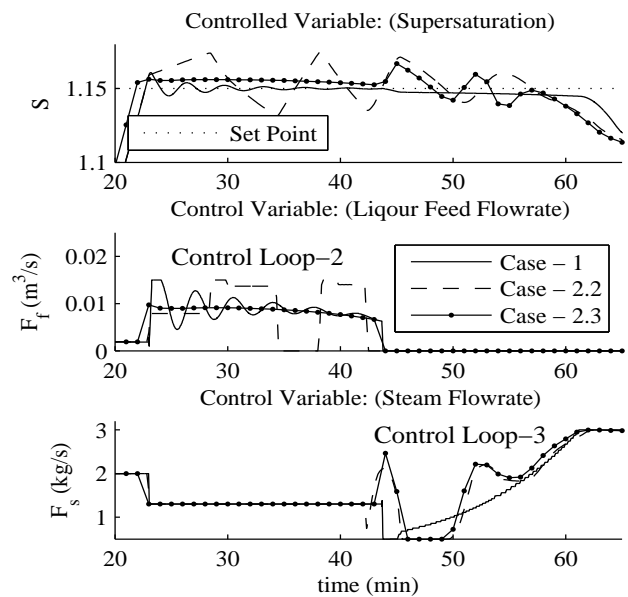 Controlled Variable: (Supersaturation)
S
1.15
1.1
Set Point
20 30 40 50 60
Control Variable: (Liqour Feed Flowrate)
F_f (m³/s)
0.02
0.01
0
Control Loop−2
Case − 1
Case − 2.2
Case − 2.3
20 30 40 50 60
Control Variable: (Steam Flowrate)
F_s (kg/s)
3
2
1
Control Loop−3
20 30 40 50 60
time (min)